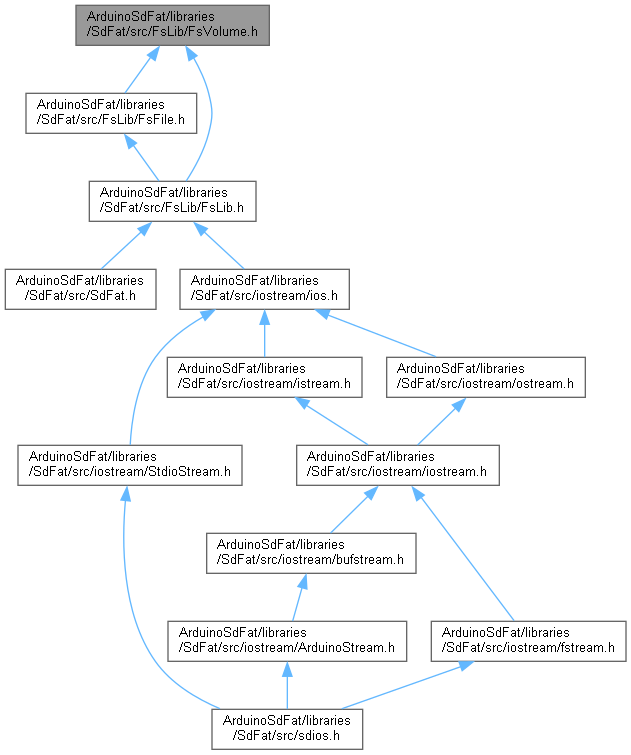 ArduinoSdFat/libraries
/SdFat/src/FsLib/FsVolume.h
ArduinoSdFat/libraries
/SdFat/src/FsLib/FsFile.h
ArduinoSdFat/libraries
/SdFat/src/FsLib/FsLib.h
ArduinoSdFat/libraries
/SdFat/src/SdFat.h
ArduinoSdFat/libraries
/SdFat/src/iostream/ios.h
ArduinoSdFat/libraries
/SdFat/src/iostream/istream.h
ArduinoSdFat/libraries
/SdFat/src/iostream/ostream.h
ArduinoSdFat/libraries
/SdFat/src/iostream/StdioStream.h
ArduinoSdFat/libraries
/SdFat/src/iostream/iostream.h
ArduinoSdFat/libraries
/SdFat/src/iostream/bufstream.h
ArduinoSdFat/libraries
/SdFat/src/iostream/ArduinoStream.h
ArduinoSdFat/libraries
/SdFat/src/iostream/fstream.h
ArduinoSdFat/libraries
/SdFat/src/sdios.h